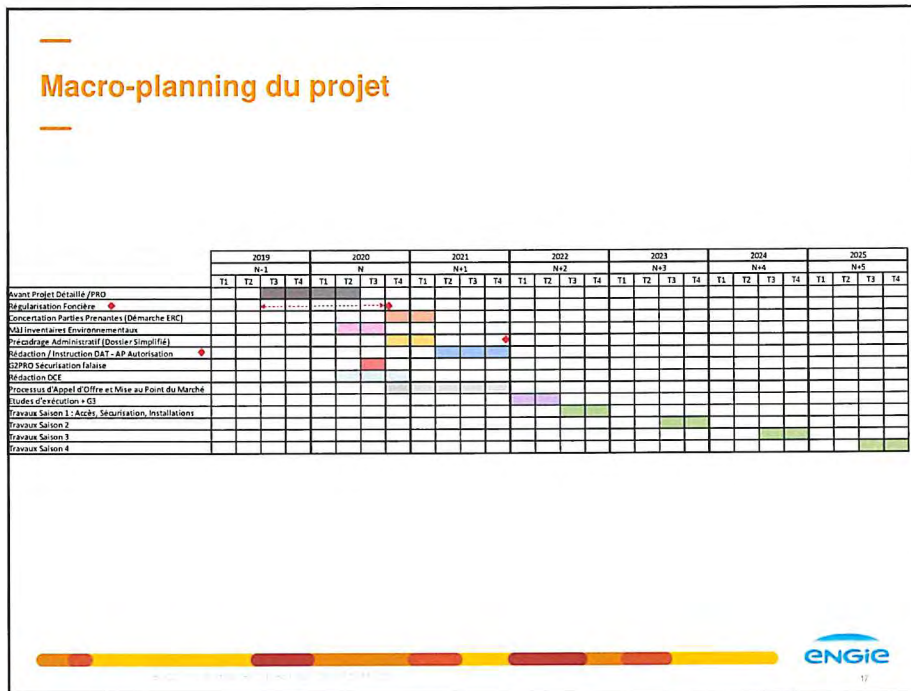 Macro-planning du projet
2019 2020 2021 2022 2023 2024 2025
N-1 N N+1 N+2 N+3 N+4 N+5
T1 T2 T3 T4 T1 T2 T3 T4 T1 T2 T3 T4 T1 T2 T3 T4 T1 T2 T3 T4 T1 T2 T3 T4 T1 T2 T3 T4
Avant Projet Détaillé /PRO
Régularisation Foncière
Concertation Parties Prenantes (Démarche ERC)
MàJ inventaires Environnementaux
Précadrage Administratif (Dossier Simplifié)
Rédaction / Instruction DAT - AP Autorisation
G2PRO Sécurisation falaise
Rédaction DCE
Processus d'Appel d'Offre et Mise au Point du Marché
Etudes d'exécution + G3
Travaux Saison 1 : Accès, Sécurisation, Installations
Travaux Saison 2
Travaux Saison 3
Travaux Saison 4
ENGIE
17